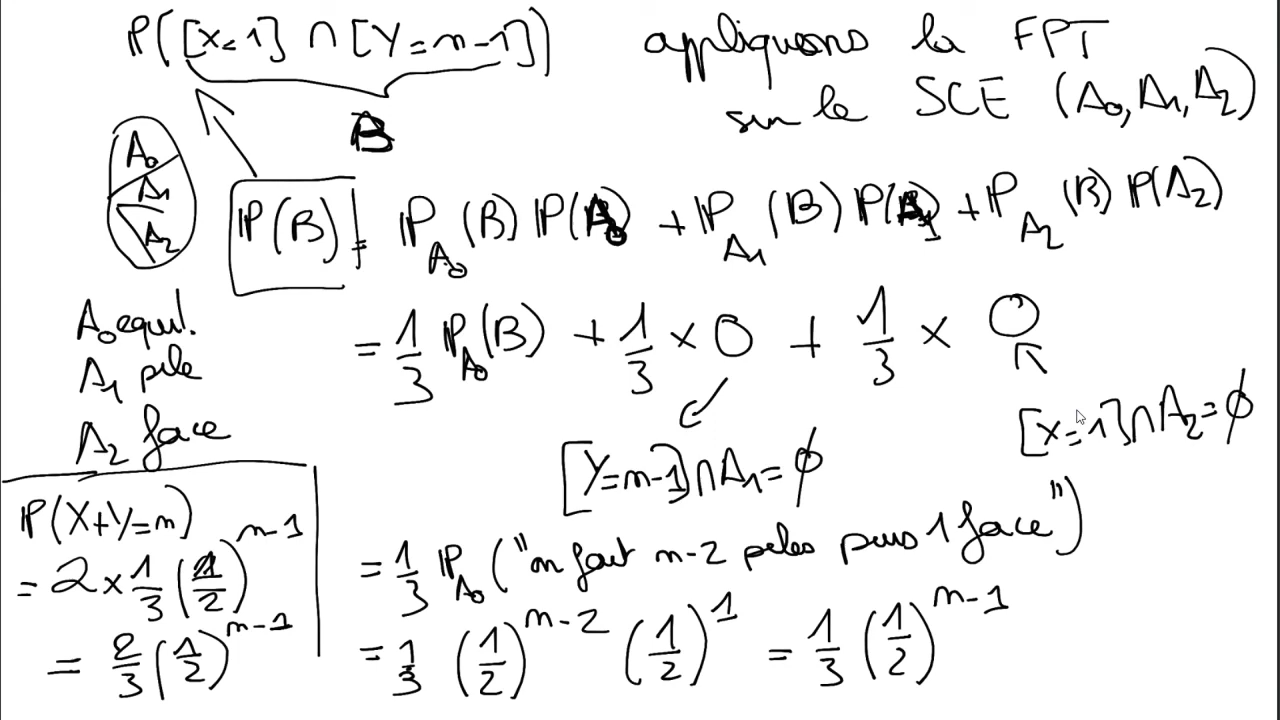 P([X=1] ∩ [Y=n-1])
B
appliquons la FPT
sur le SCE (A₀, A₁, A₂)
A₀
A₁
A₂
P(B) = P_A₀(B) P(A₀) + P_A₁(B) P(A₁) + P_A₂(B) P(A₂)
= 1/3 P_A₀(B) + 1/3 × 0 + 1/3 × 0
[Y=n-1] ∩ A₁ = ∅
[X=1] ∩ A₂ = ∅
= 1/3 P_A₀("on fait n-2 piles puis 1 face")
= 1/3 (1/2)^(n-2) (1/2)^1 = 1/3 (1/2)^(n-1)
A₀ équil.
A₁ pile
A₂ face
P(X+Y=n)
= 2 × 1/3 (1/2)^(n-1)
= 2/3 (1/2)^(n-1)